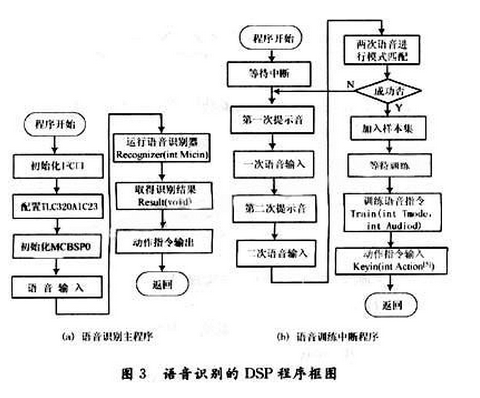 程序开始
初始化
配置TLC320AIC23
初始化MCBSP0
语音输入
运行语音识别器
Recognizer(int Micin)
取得识别结果
Result(void)
动作指令输出
返回
(a) 语音识别主程序
程序开始
等待中断
第一次提示音
一次语音输入
第二次提示音
二次语音输入
两次语音进
行模式匹配
成功否
N
Y
加入样本集
等待训练
训练语音指令
Train(int Tmode,
int Audiod)
动作指令输入
Keyin(int Action
返回
(b) 语音训练中断程序
图3 语音识别的DSP程序框图